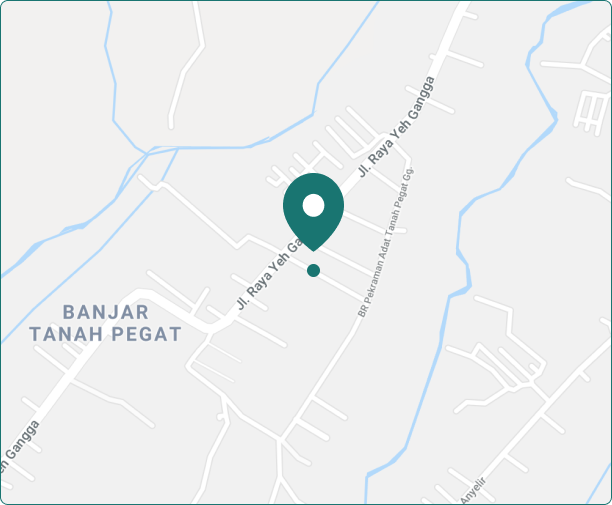 Jl. Raya Yeh Gangga
BR Pekraman Adat Tanah Pegat Gg.
Jl. Raya Yeh Ga
BANJAR
TANAH PEGAT
eh Gangga
Anyelir